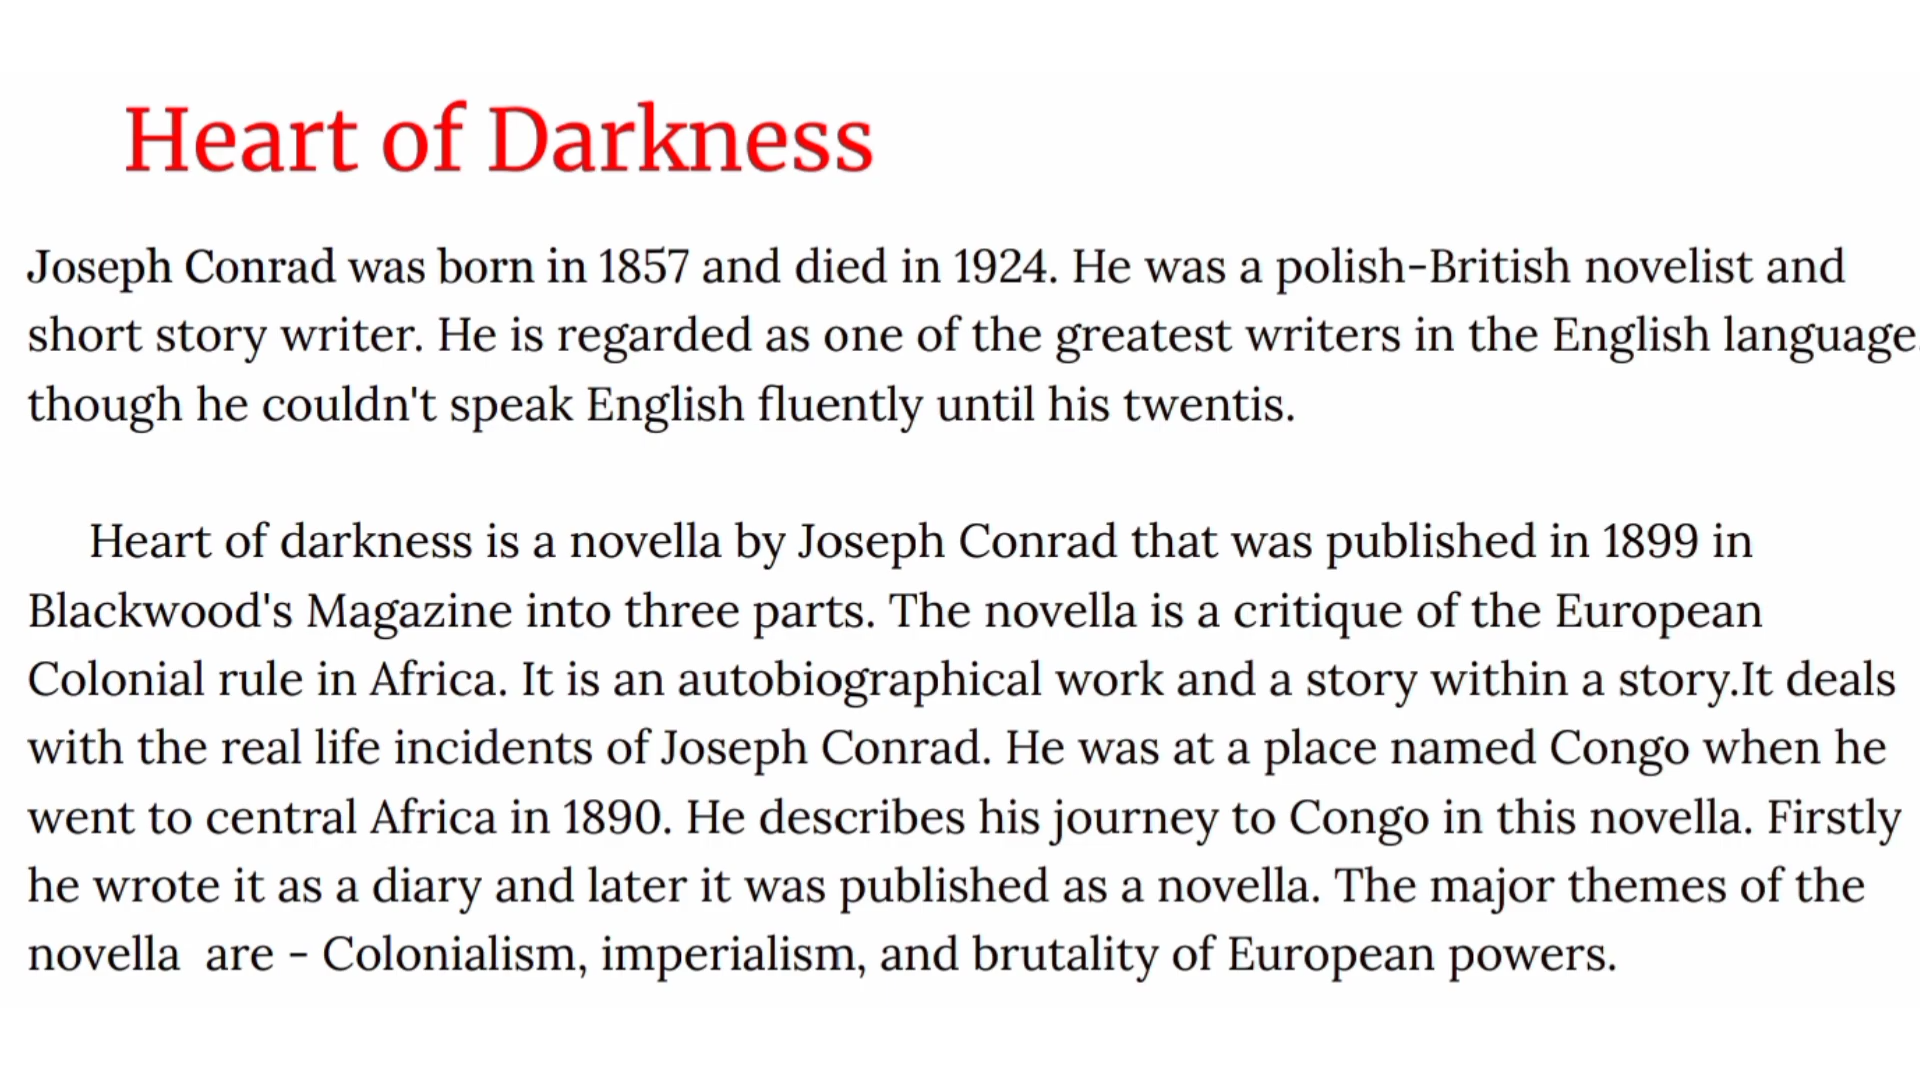 Heart of Darkness
Joseph Conrad was born in 1857 and died in 1924. He was a polish-British novelist and
short story writer. He is regarded as one of the greatest writers in the English language
though he couldn't speak English fluently until his twentis.
Heart of darkness is a novella by Joseph Conrad that was published in 1899 in
Blackwood's Magazine into three parts. The novella is a critique of the European
Colonial rule in Africa. It is an autobiographical work and a story within a story.It deals
with the real life incidents of Joseph Conrad. He was at a place named Congo when he
went to central Africa in 1890. He describes his journey to Congo in this novella. Firstly
he wrote it as a diary and later it was published as a novella. The major themes of the
novella  are - Colonialism, imperialism, and brutality of European powers.